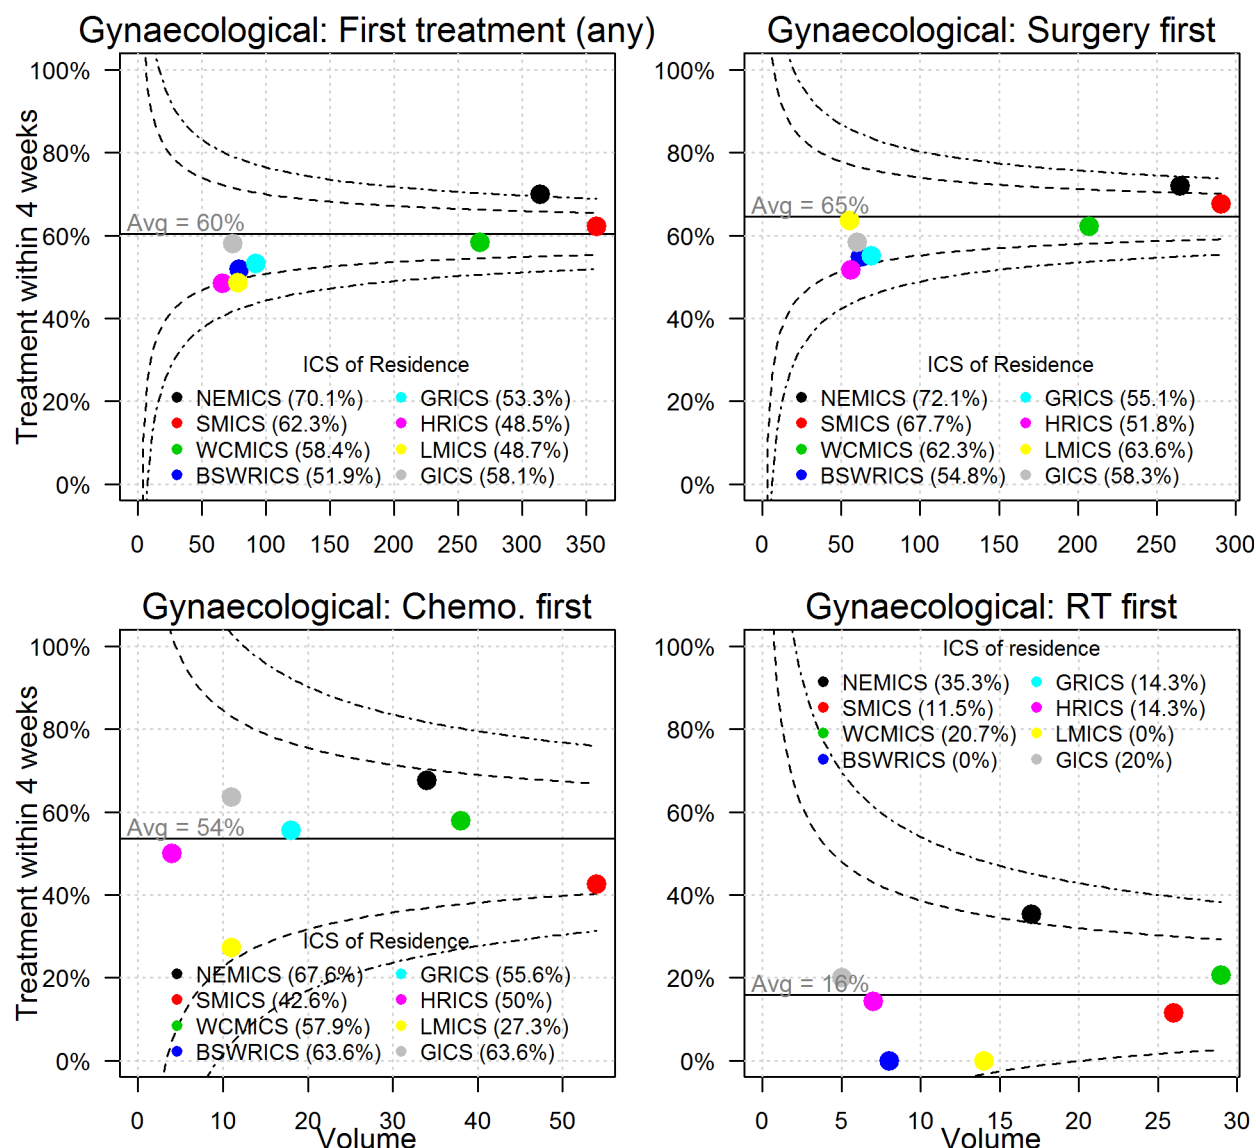 Gynaecological: First treatment (any)
Treatment within 4 weeks
100%
80%
60%
40%
20%
0%
Avg = 60%
ICS of Residence
NEMICS (70.1%) GRICS (53.3%)
SMICS (62.3%) HRICS (48.5%)
WCMICS (58.4%) LMICS (48.7%)
BSWRICS (51.9%) GICS (58.1%)
0 50 100 150 200 250 300 350
Gynaecological: Surgery first
100%
80%
60%
40%
20%
0%
Avg = 65%
ICS of Residence
NEMICS (72.1%) GRICS (55.1%)
SMICS (67.7%) HRICS (51.8%)
WCMICS (62.3%) LMICS (63.6%)
BSWRICS (54.8%) GICS (58.3%)
0 50 100 150 200 250 300
Gynaecological: Chemo. first
Treatment within 4 weeks
100%
80%
60%
40%
20%
0%
Avg = 54%
ICS of Residence
NEMICS (67.6%) GRICS (55.6%)
SMICS (42.6%) HRICS (50%)
WCMICS (57.9%) LMICS (27.3%)
BSWRICS (63.6%) GICS (63.6%)
0 10 20 30 40 50
Volume
Gynaecological: RT first
100%
80%
60%
40%
20%
0%
ICS of residence
NEMICS (35.3%) GRICS (14.3%)
SMICS (11.5%) HRICS (14.3%)
WCMICS (20.7%) LMICS (0%)
BSWRICS (0%) GICS (20%)
Avg = 16%
0 5 10 15 20 25 30
Volume